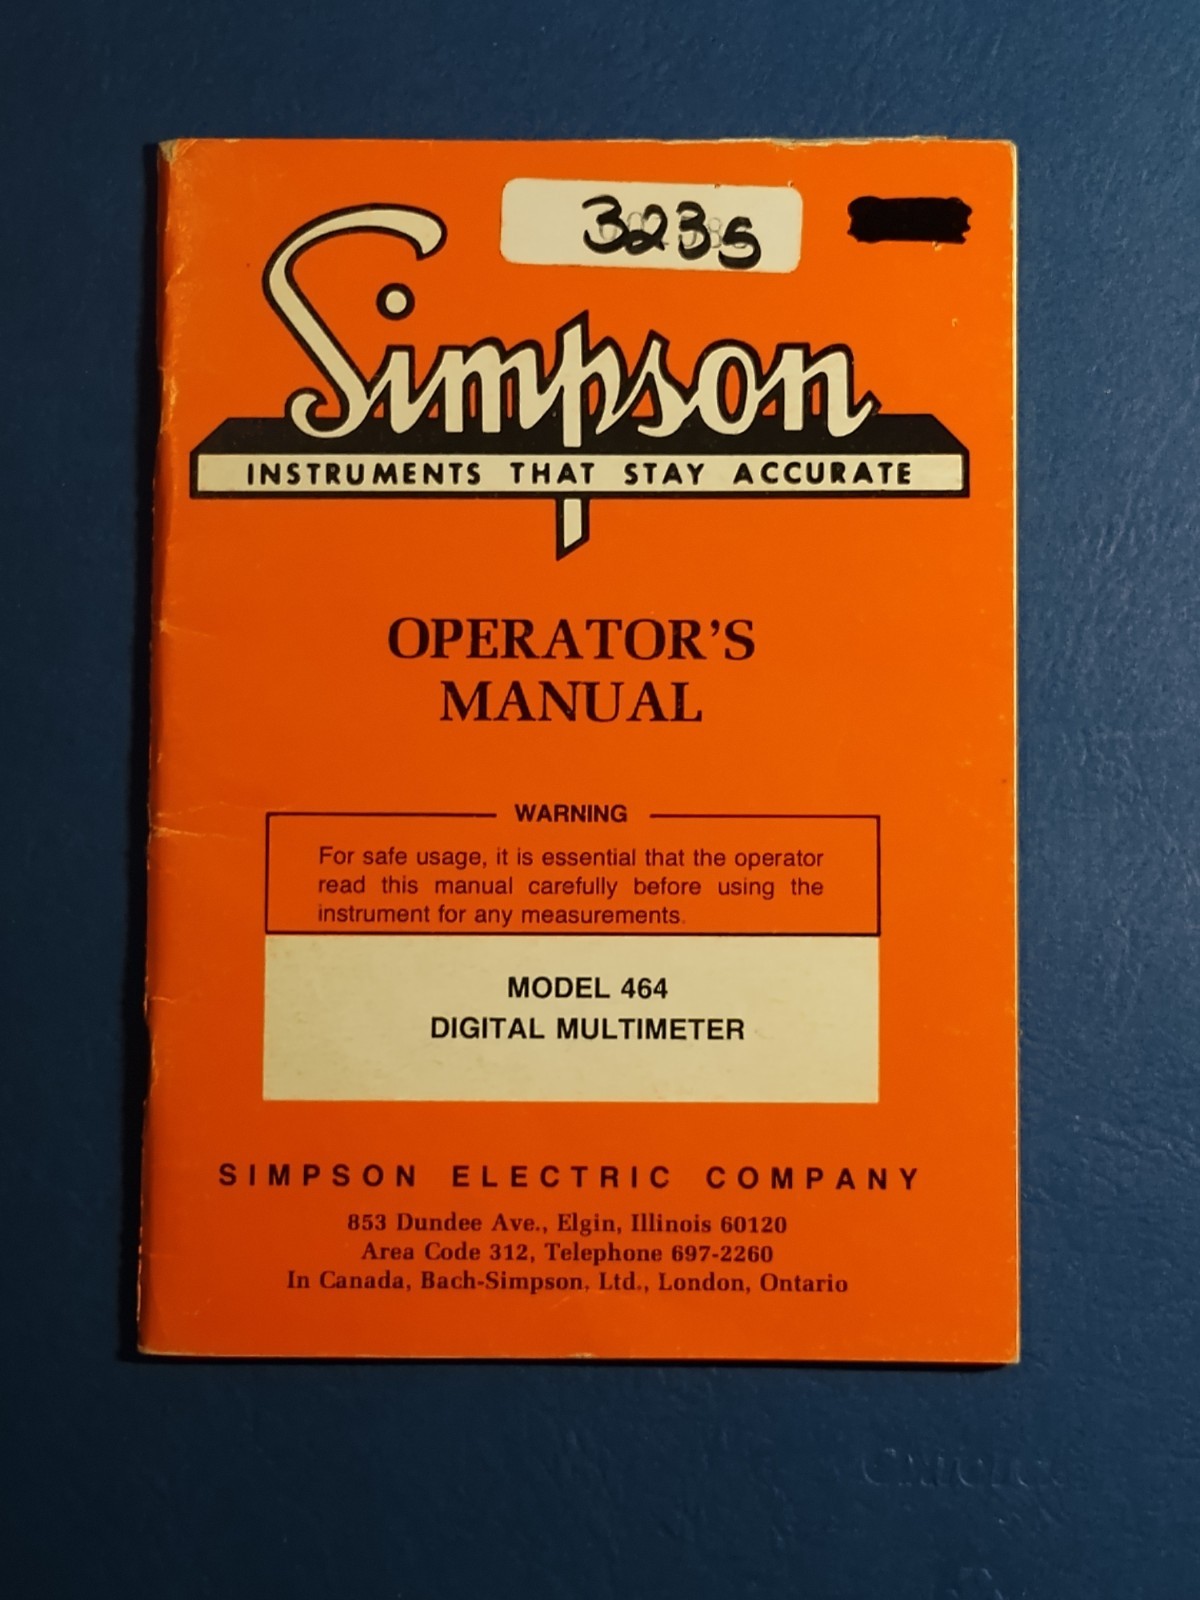 3235
Simpson
INSTRUMENTS THAT STAY ACCURATE
OPERATOR'S
MANUAL
WARNING
For safe usage, it is essential that the operator
read this manual carefully before using the
instrument for any measurements.
MODEL 464
DIGITAL MULTIMETER
SIMPSON ELECTRIC COMPANY
853 Dundee Ave., Elgin, Illinois 60120
Area Code 312, Telephone 697-2260
In Canada, Bach-Simpson, Ltd., London, Ontario